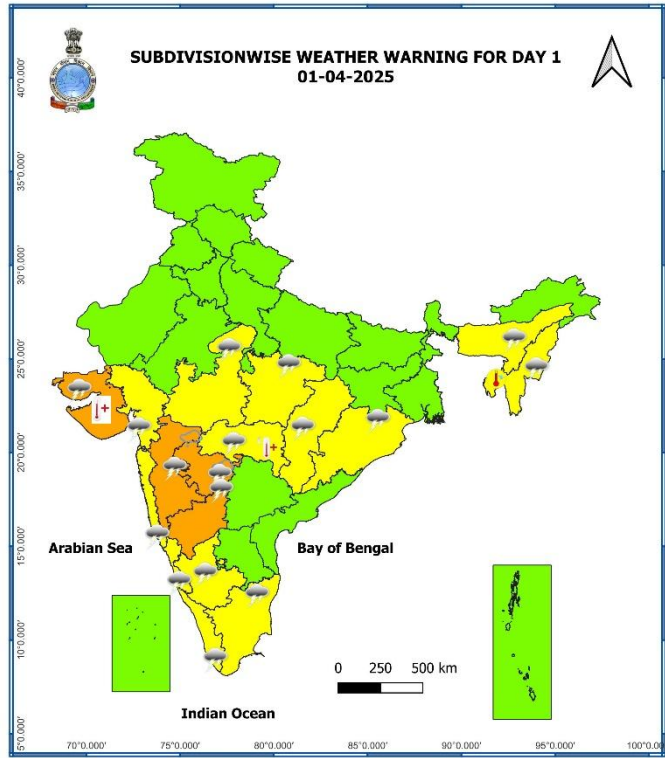 SUBDIVISIONWISE WEATHER WARNING FOR DAY 1
01-04-2025
40°0.000'
35°0.000'
30°0.000'
25°0.000'
20°0.000'
15°0.000'
10°0.000'
5°0.000'
Arabian Sea
Bay of Bengal
0 250 500 km
Indian Ocean
70°0.000' 75°0.000' 80°0.000' 85°0.000' 90°0.000' 95°0.000' 100°0.000'